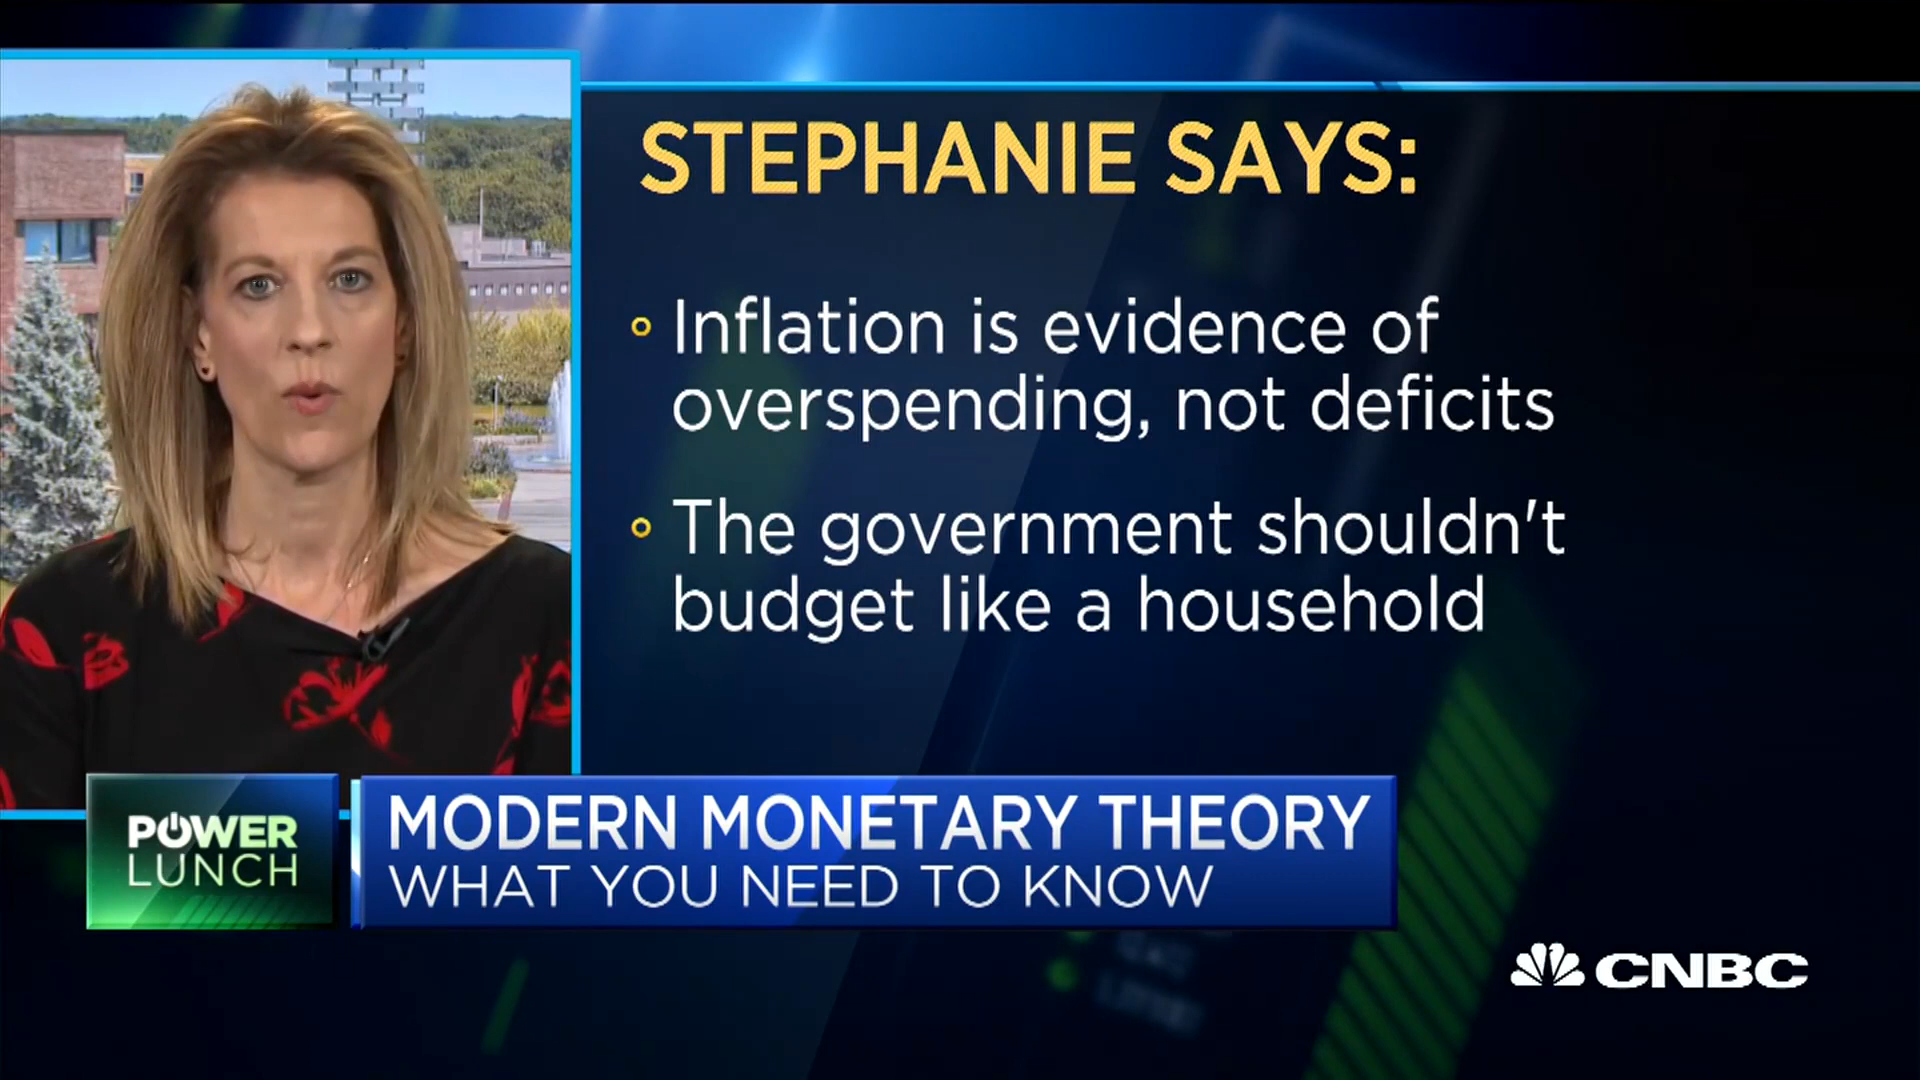 STEPHANIE SAYS:
Inflation is evidence of
overspending, not deficits
The government shouldn't
budget like a household
POWER
LUNCH
MODERN MONETARY THEORY
WHAT YOU NEED TO KNOW
CNBC